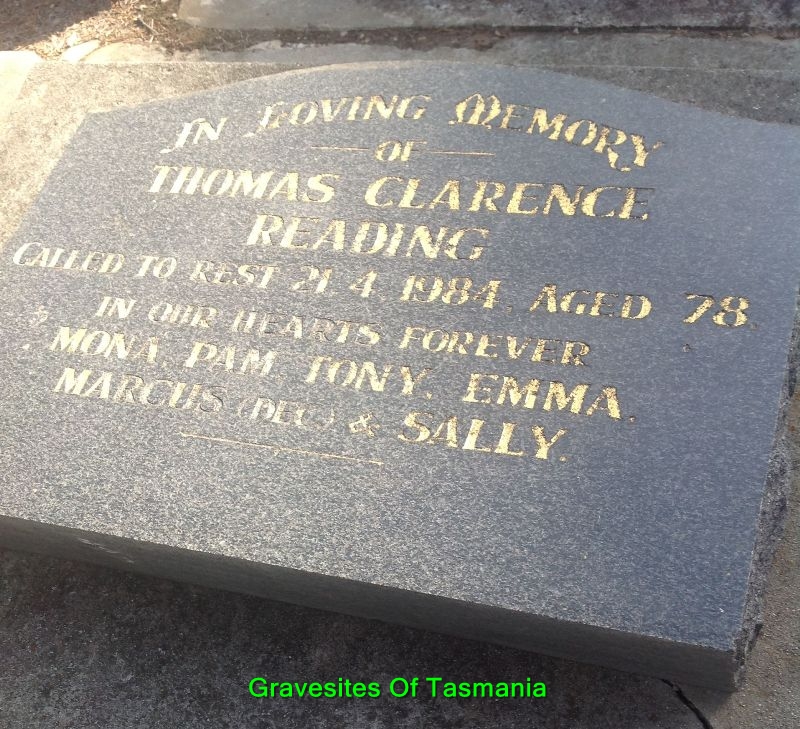 IN LOVING MEMORY
OF
THOMAS CLARENCE
READING
CALLED TO REST 21.4.1984, AGED 78.
IN OUR HEARTS FOREVER
MONA, PAM, TONY, EMMA,
MARCUS (DEC) & SALLY.
Gravesites Of Tasmania